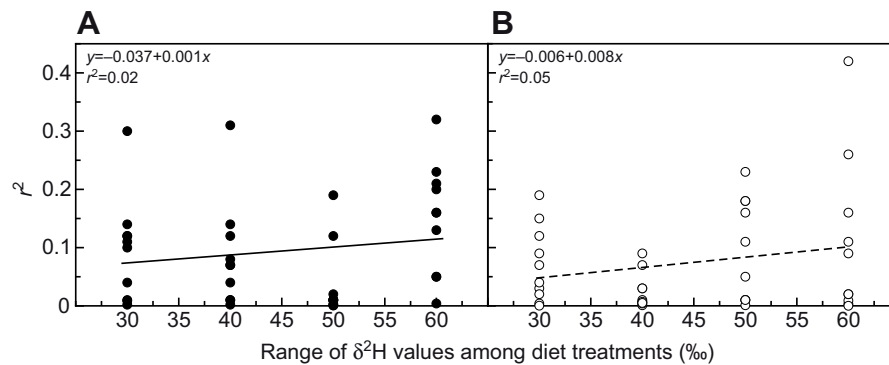 A
B
y=–0.037+0.001x
r²=0.02
y=–0.006+0.008x
r²=0.05
0.4
0.3
0.2
0.1
0
r²
30 35 40 45 50 55 60 30 35 40 45 50 55 60
Range of δ²H values among diet treatments (‰)